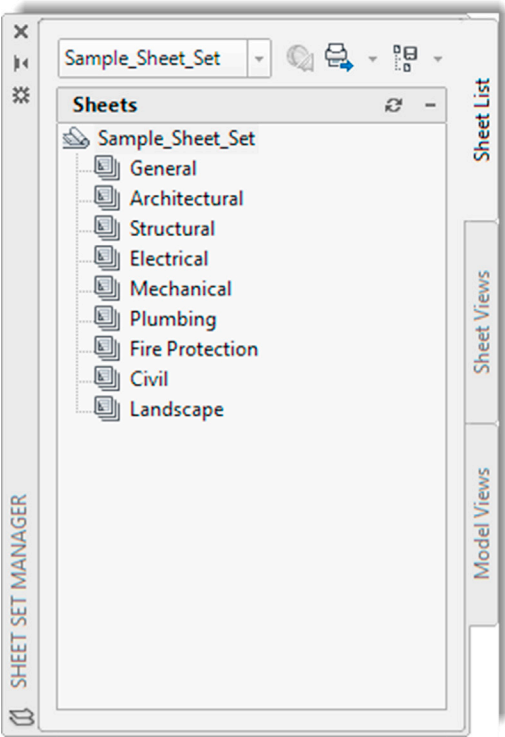 Sample_Sheet_Set
Sheets
Sample_Sheet_Set
General
Architectural
Structural
Electrical
Mechanical
Plumbing
Fire Protection
Civil
Landscape
Sheet List
Sheet Views
Model Views
SHEET SET MANAGER